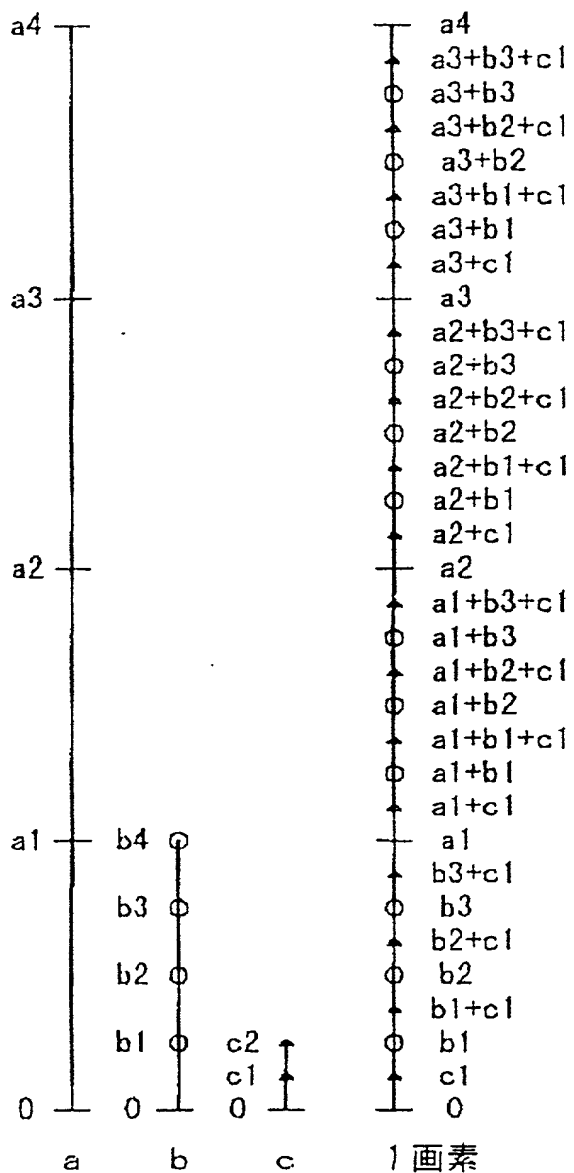 a4 a4
a3+b3+c1
a3+b3
a3+b2+c1
a3+b2
a3+b1+c1
a3+b1
a3+c1
a3 a3
a2+b3+c1
a2+b3
a2+b2+c1
a2+b2
a2+b1+c1
a2+b1
a2+c1
a2 a2
a1+b3+c1
a1+b3
a1+b2+c1
a1+b2
a1+b1+c1
a1+b1
a1+c1
a1 b4 a1
b3+c1
b3 b3
b2+c1
b2 b2
b1+c1
b1 c2 b1
c1 c1
0 0 0 0
a b c 1画素